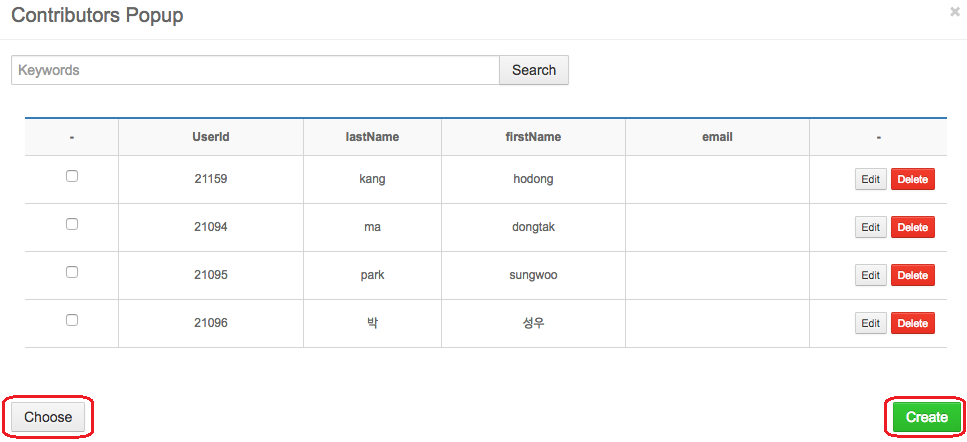 Contributors Popup ×
Keywords Search
- UserId lastName firstName email -
21159 kang hodong Edit Delete
21094 ma dongtak Edit Delete
21095 park sungwoo Edit Delete
21096 박 성우 Edit Delete
Choose Create